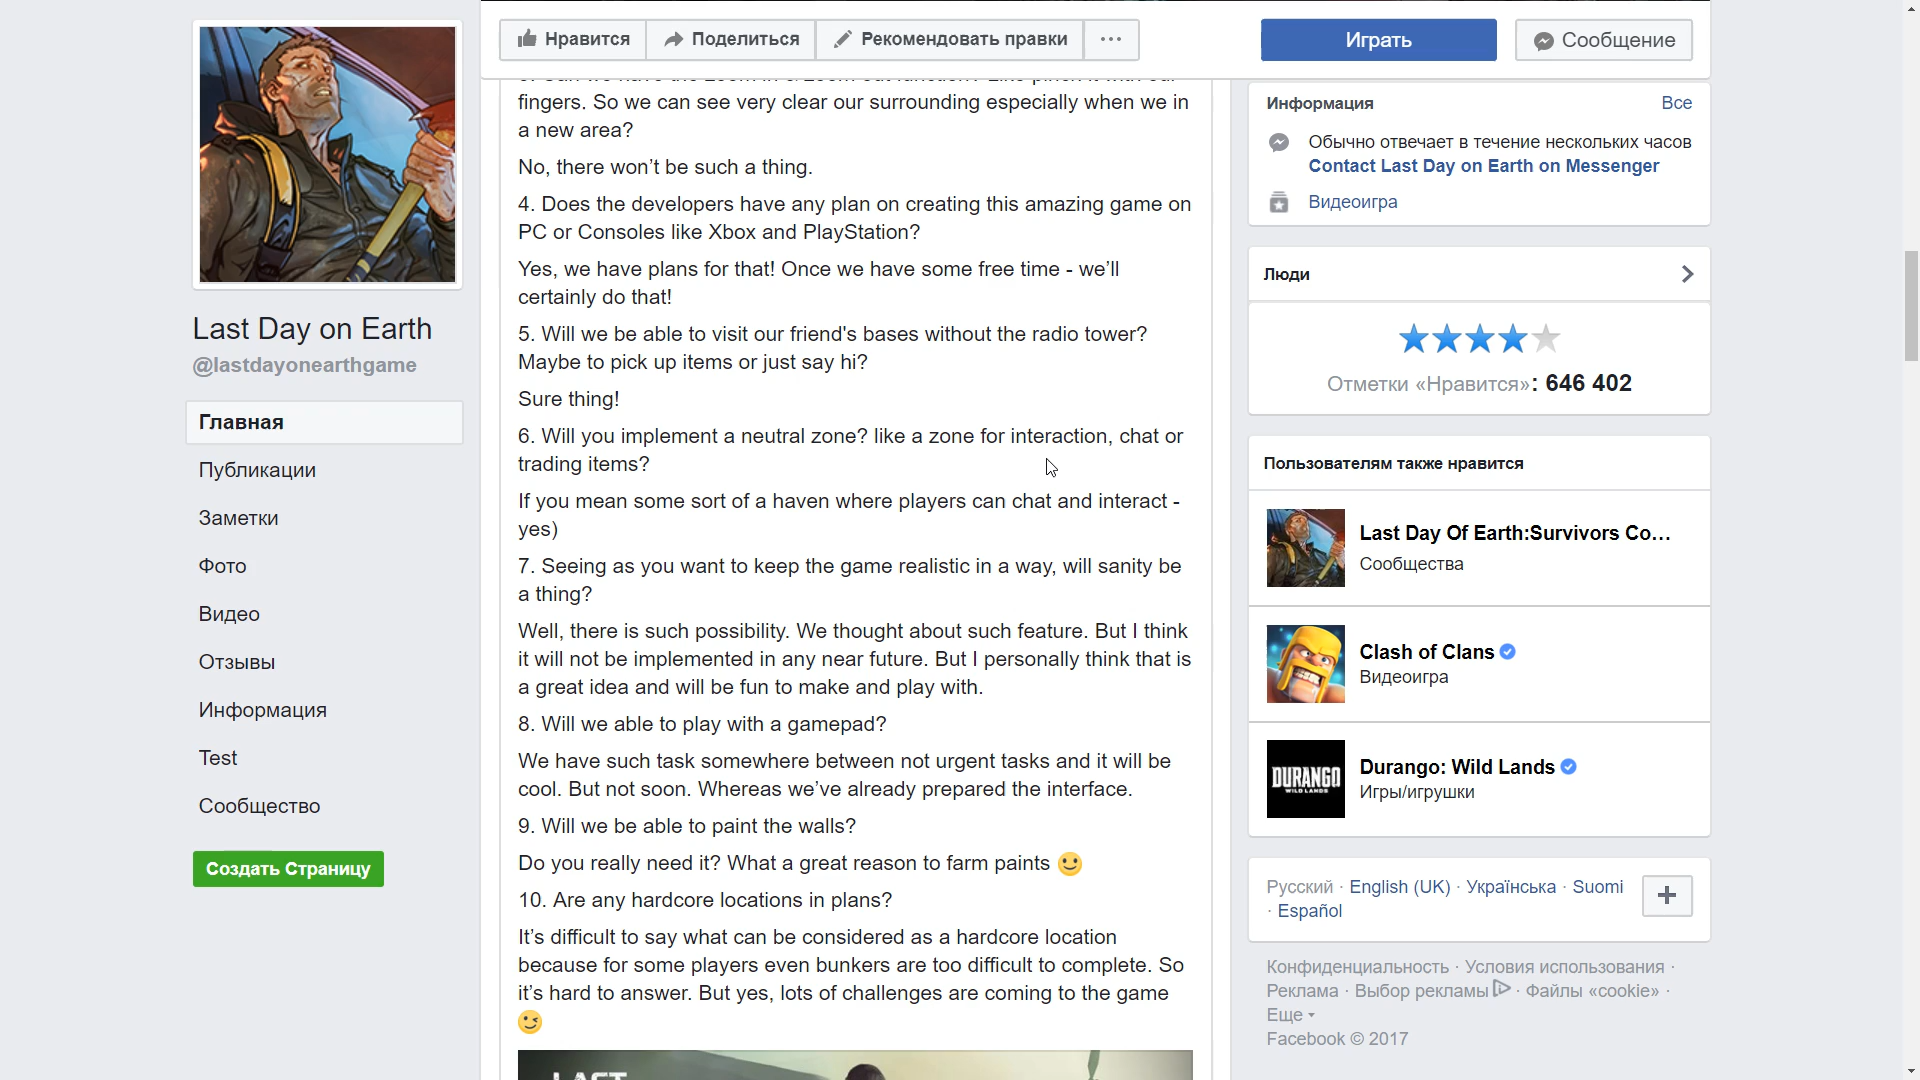 Нравится
Поделиться
Рекомендовать правки
Играть
Сообщение
Last Day on Earth
@lastdayonearthgame
Главная
Публикации
Заметки
Фото
Видео
Отзывы
Информация
Test
Сообщество
Создать Страницу
fingers. So we can see very clear our surrounding especially when we in
a new area?
No, there won’t be such a thing.
4. Does the developers have any plan on creating this amazing game on
PC or Consoles like Xbox and PlayStation?
Yes, we have plans for that! Once we have some free time - we’ll
certainly do that!
5. Will we be able to visit our friend's bases without the radio tower?
Maybe to pick up items or just say hi?
Sure thing!
6. Will you implement a neutral zone? like a zone for interaction, chat or
trading items?
If you mean some sort of a haven where players can chat and interact -
yes)
7. Seeing as you want to keep the game realistic in a way, will sanity be
a thing?
Well, there is such possibility. We thought about such feature. But I think
it will not be implemented in any near future. But I personally think that is
a great idea and will be fun to make and play with.
8. Will we able to play with a gamepad?
We have such task somewhere between not urgent tasks and it will be
cool. But not soon. Whereas we’ve already prepared the interface.
9. Will we be able to paint the walls?
Do you really need it? What a great reason to farm paints 🙂
10. Are any hardcore locations in plans?
It’s difficult to say what can be considered as a hardcore location
because for some players even bunkers are too difficult to complete. So
it’s hard to answer. But yes, lots of challenges are coming to the game
😉
Информация
Все
Обычно отвечает в течение нескольких часов
Contact Last Day on Earth on Messenger
Видеоигра
Люди
Отметки «Нравится»: 646 402
Пользователям также нравится
Last Day Of Earth:Survivors Co...
Сообщества
Clash of Clans
Видеоигра
DURANGO
WILD LANDS
Durango: Wild Lands
Игры/игрушки
Русский · English (UK) · Українська · Suomi
· Español
Конфиденциальность · Условия использования ·
Реклама · Выбор рекламы · Файлы «cookie» ·
Еще
Facebook © 2017